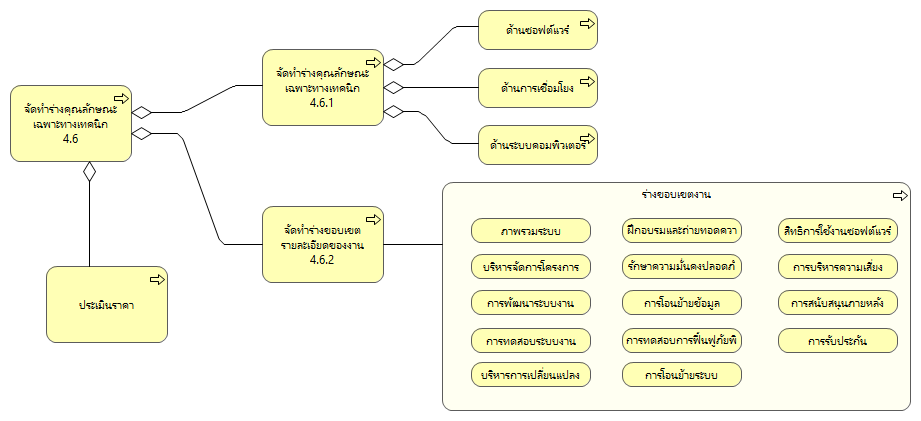 จัดทำร่างคุณลักษณะ
เฉพาะทางเทคนิค
4.6
ประเมินราคา
จัดทำร่างคุณลักษณะ
เฉพาะทางเทคนิก
4.6.1
จัดทำร่างขอบเขต
รายละเอียดของงาน
4.6.2
ด้านซอฟต์แวร์
ด้านการเชื่อมโยง
ด้านระบบคอมพิวเตอร์
ร่างขอบเขตงาน
ภาพรวมระบบ
บริหารจัดการโครงการ
การพัฒนาระบบงาน
การทดสอบระบบงาน
บริหารการเปลี่ยนแปลง
ฝึกอบรมและถ่ายทอดควา
รักษาความมั่นคงปลอดภั
การโอนย้ายข้อมูล
การทดสอบการฟื้นฟูภัยพิ
การโอนย้ายระบบ
สิทธิการใช้งานซอฟต์แวร์
การบริหารความเสี่ยง
การสนับสนุนภายหลัง
การรับประกัน